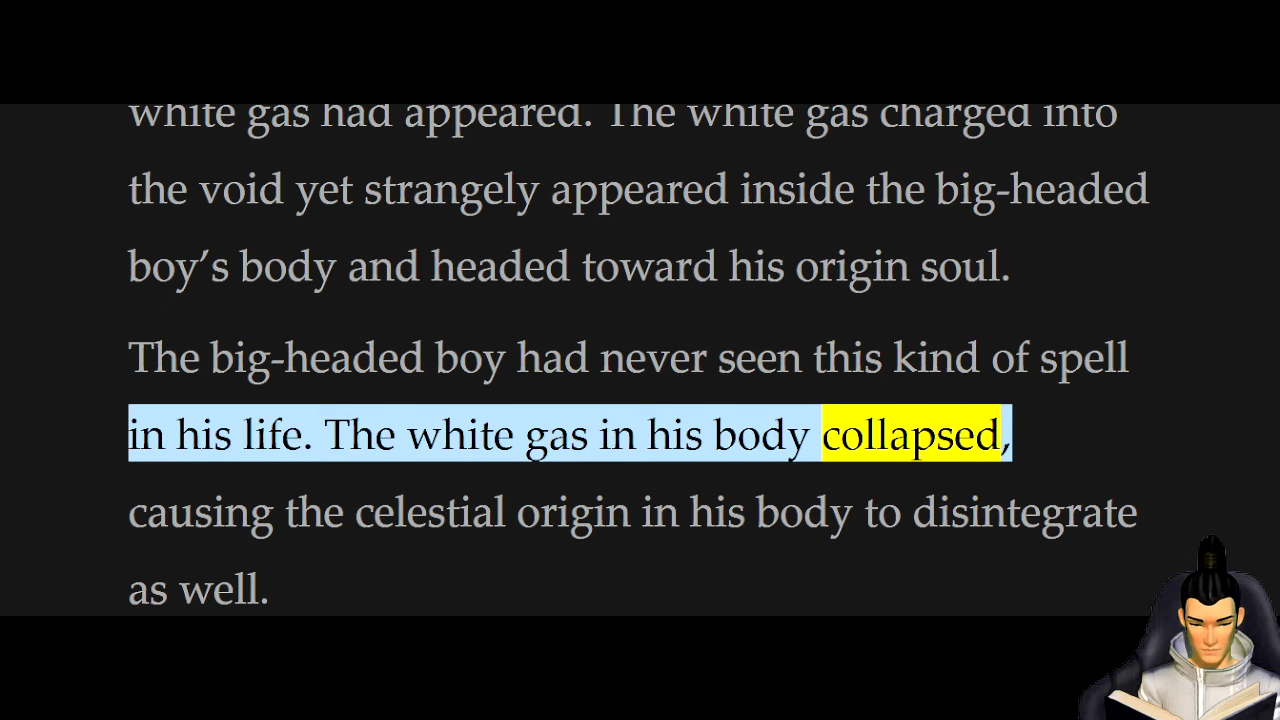 white gas had appeared. The white gas charged into
the void yet strangely appeared inside the big-headed
boy’s body and headed toward his origin soul.
The big-headed boy had never seen this kind of spell
in his life. The white gas in his body collapsed,
causing the celestial origin in his body to disintegrate
as well.